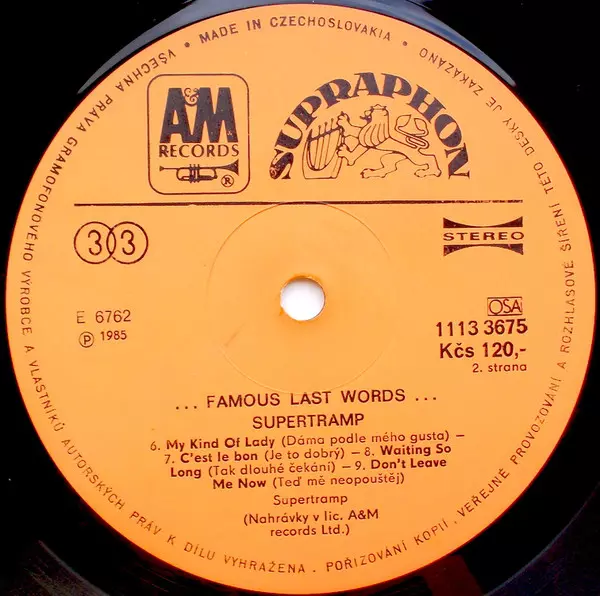 • MADE IN CZECHOSLOVAKIA •
VŠECHNA PRÁVA GRAMOFONOVÉHO VÝROBCE A VLASTNÍKŮ AUTORSKÝCH PRÁV K DÍLU VYHRAŽENA. POŘIZOVÁNÍ KOPIÍ, VEŘEJNÉ PROVOZOVÁNÍ A ROZHLASOVÉ ŠÍŘENÍ TÉTO DESKY JE ZAKÁZÁNO
A&M
RECORDS
®
SUPRAPHON
33
STEREO
E 6762
Ⓟ 1985
OSA
1113 3675
Kčs 120,-
2. strana
... FAMOUS LAST WORDS ...
SUPERTRAMP
6. My Kind Of Lady (Dáma podle mého gusta) –
7. C'est le bon (Je to dobrý) – 8. Waiting So
Long (Tak dlouhé čekání) – 9. Don't Leave
Me Now (Teď mě neopouštěj)
Supertramp
(Nahrávky v lic. A&M
records Ltd.)